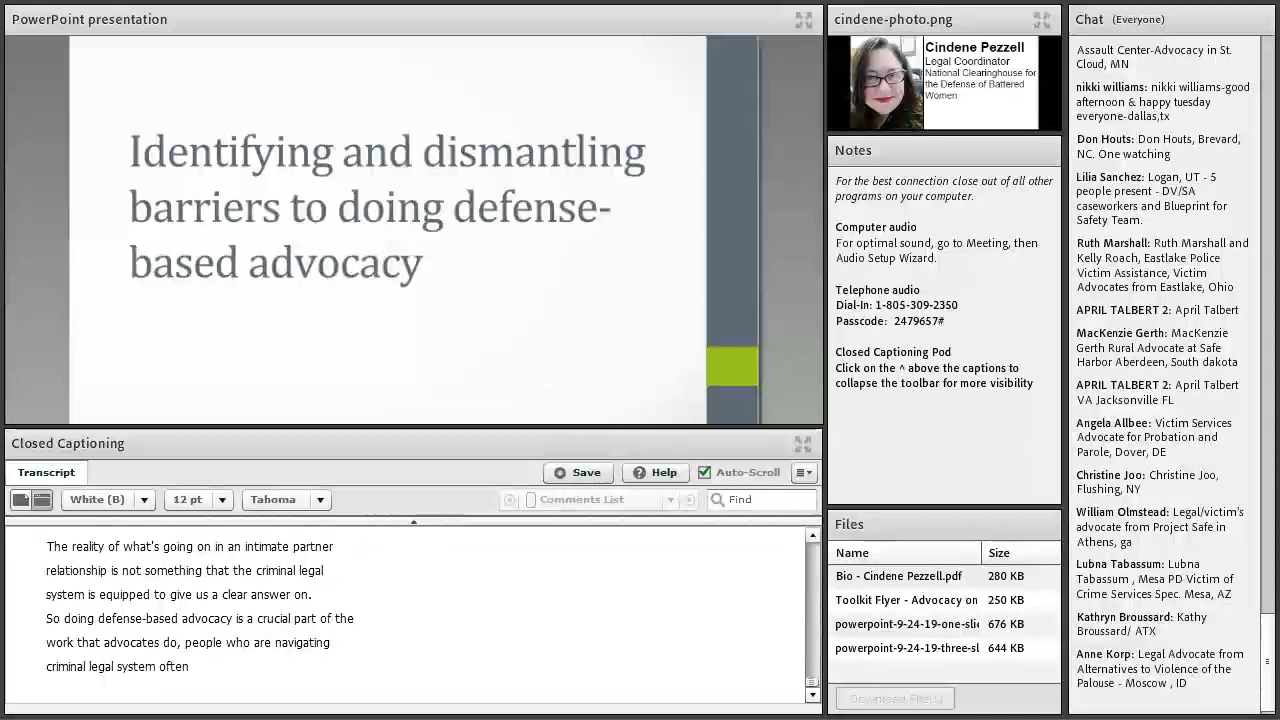 PowerPoint presentation
Identifying and dismantling
barriers to doing defense-
based advocacy
Closed Captioning
Transcript
Save
Help
Auto-Scroll
White (B)
12 pt
Tahoma
Comments List
Find
The reality of what's going on in an intimate partner
relationship is not something that the criminal legal
system is equipped to give us a clear answer on.
So doing defense-based advocacy is a crucial part of the
work that advocates do, people who are navigating
criminal legal system often
cindene-photo.png
Cindene Pezzell
Legal Coordinator
National Clearinghouse for
the Defense of Battered
Women
Notes
For the best connection close out of all other
programs on your computer.
Computer audio
For optimal sound, go to Meeting, then
Audio Setup Wizard.
Telephone audio
Dial-in: 1-805-309-2350
Passcode: 2479657#
Closed Captioning Pod
Click on the ^ above the captions to
collapse the toolbar for more visibility
Files
Name Size
Bio - Cindene Pezzell.pdf 280 KB
Toolkit Flyer - Advocacy on 250 KB
powerpoint-9-24-19-one-slie 676 KB
powerpoint-9-24-19-three-sl 644 KB
Download File(s)
Chat (Everyone)
Assault Center-Advocacy in St.
Cloud, MN
nikki williams: nikki williams-good
afternoon & happy tuesday
everyone-dallas,tx
Don Houts: Don Houts, Brevard,
NC. One watching
Lilia Sanchez: Logan, UT - 5
people present - DV/SA
caseworkers and Blueprint for
Safety Team.
Ruth Marshall: Ruth Marshall and
Kelly Roach, Eastlake Police
Victim Assistance, Victim
Advocates from Eastlake, Ohio
APRIL TALBERT 2: April Talbert
MacKenzie Gerth: MacKenzie
Gerth Rural Advocate at Safe
Harbor Aberdeen, South dakota
APRIL TALBERT 2: April Talbert
VA Jacksonville FL
Angela Allbee: Victim Services
Advocate for Probation and
Parole, Dover, DE
Christine Joo: Christine Joo,
Flushing, NY
William Olmstead: Legal/victim's
advocate from Project Safe in
Athens, ga
Lubna Tabassum: Lubna
Tabassum , Mesa PD Victim of
Crime Services Spec. Mesa, AZ
Kathryn Broussard: Kathy
Broussard/ ATX
Anne Korp: Legal Advocate from
Alternatives to Violence of the
Palouse - Moscow , ID